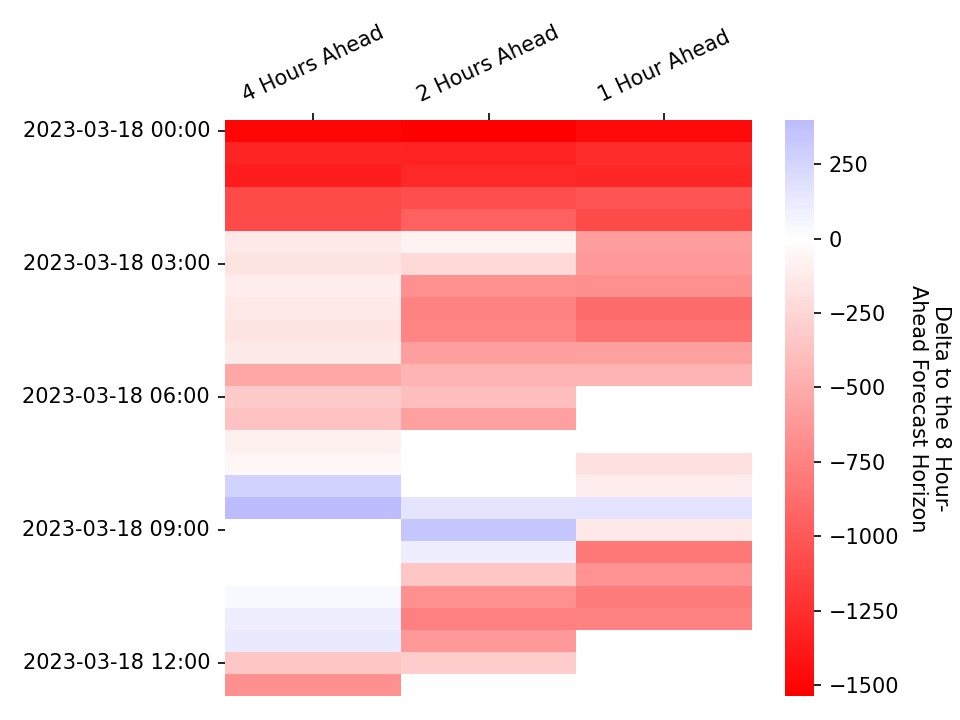 4 Hours Ahead
2 Hours Ahead
1 Hour Ahead
2023-03-18 00:00
2023-03-18 03:00
2023-03-18 06:00
2023-03-18 09:00
2023-03-18 12:00
250
0
−250
−500
−750
−1000
−1250
−1500
Delta to the 8 Hour-
Ahead Forecast Horizon